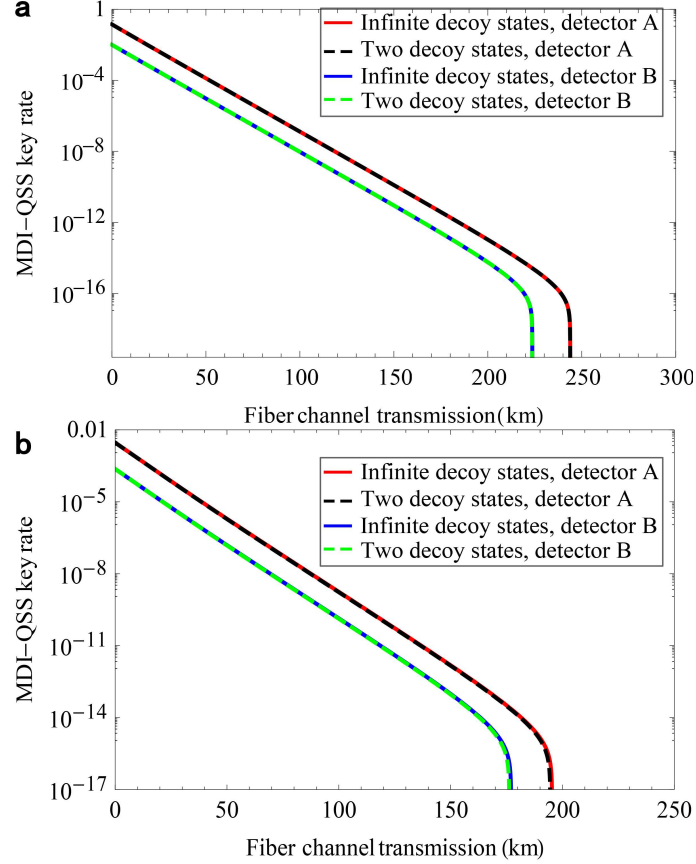 a
1
10⁻⁴
10⁻⁸
10⁻¹²
10⁻¹⁶
MDI−QSS key rate
Infinite decoy states, detector A
Two decoy states, detector A
Infinite decoy states, detector B
Two decoy states, detector B
0 50 100 150 200 250 300
Fiber channel transmission (km)
b
0.01
10⁻⁵
10⁻⁸
10⁻¹¹
10⁻¹⁴
10⁻¹⁷
MDI−QSS key rate
Infinite decoy states, detector A
Two decoy states, detector A
Infinite decoy states, detector B
Two decoy states, detector B
0 50 100 150 200 250
Fiber channel transmission (km)